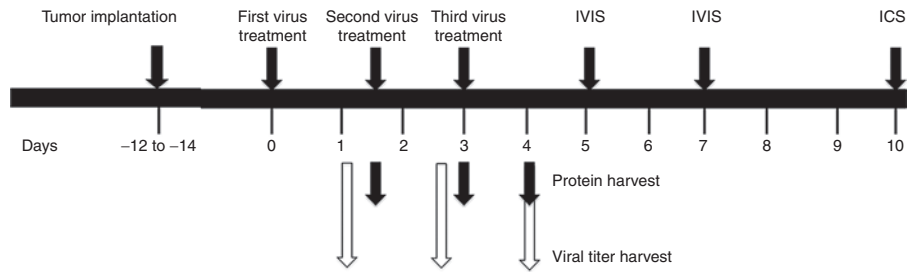 Tumor implantation
First virus
treatment
Second virus
treatment
Third virus
treatment
IVIS
IVIS
ICS
Days
−12 to −14
0
1
2
3
4
5
6
7
8
9
10
Protein harvest
Viral titer harvest